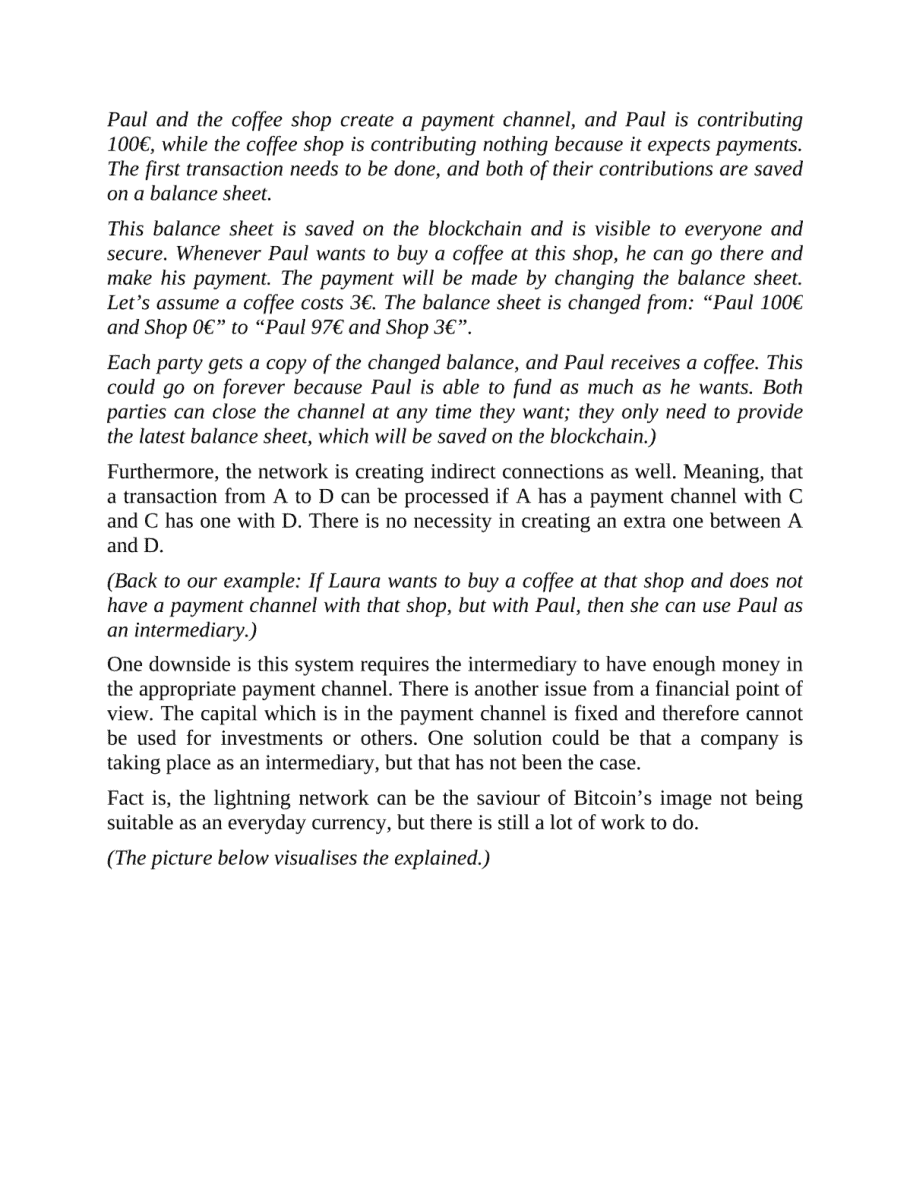 Paul and the coffee shop create a payment channel, and Paul is contributing
100€, while the coffee shop is contributing nothing because it expects payments.
The first transaction needs to be done, and both of their contributions are saved
on a balance sheet.
This balance sheet is saved on the blockchain and is visible to everyone and
secure. Whenever Paul wants to buy a coffee at this shop, he can go there and
make his payment. The payment will be made by changing the balance sheet.
Let’s assume a coffee costs 3€. The balance sheet is changed from: “Paul 100€
and Shop 0€” to “Paul 97€ and Shop 3€”.
Each party gets a copy of the changed balance, and Paul receives a coffee. This
could go on forever because Paul is able to fund as much as he wants. Both
parties can close the channel at any time they want; they only need to provide
the latest balance sheet, which will be saved on the blockchain.)
Furthermore, the network is creating indirect connections as well. Meaning, that
a transaction from A to D can be processed if A has a payment channel with C
and C has one with D. There is no necessity in creating an extra one between A
and D.
(Back to our example: If Laura wants to buy a coffee at that shop and does not
have a payment channel with that shop, but with Paul, then she can use Paul as
an intermediary.)
One downside is this system requires the intermediary to have enough money in
the appropriate payment channel. There is another issue from a financial point of
view. The capital which is in the payment channel is fixed and therefore cannot
be used for investments or others. One solution could be that a company is
taking place as an intermediary, but that has not been the case.
Fact is, the lightning network can be the saviour of Bitcoin’s image not being
suitable as an everyday currency, but there is still a lot of work to do.
(The picture below visualises the explained.)